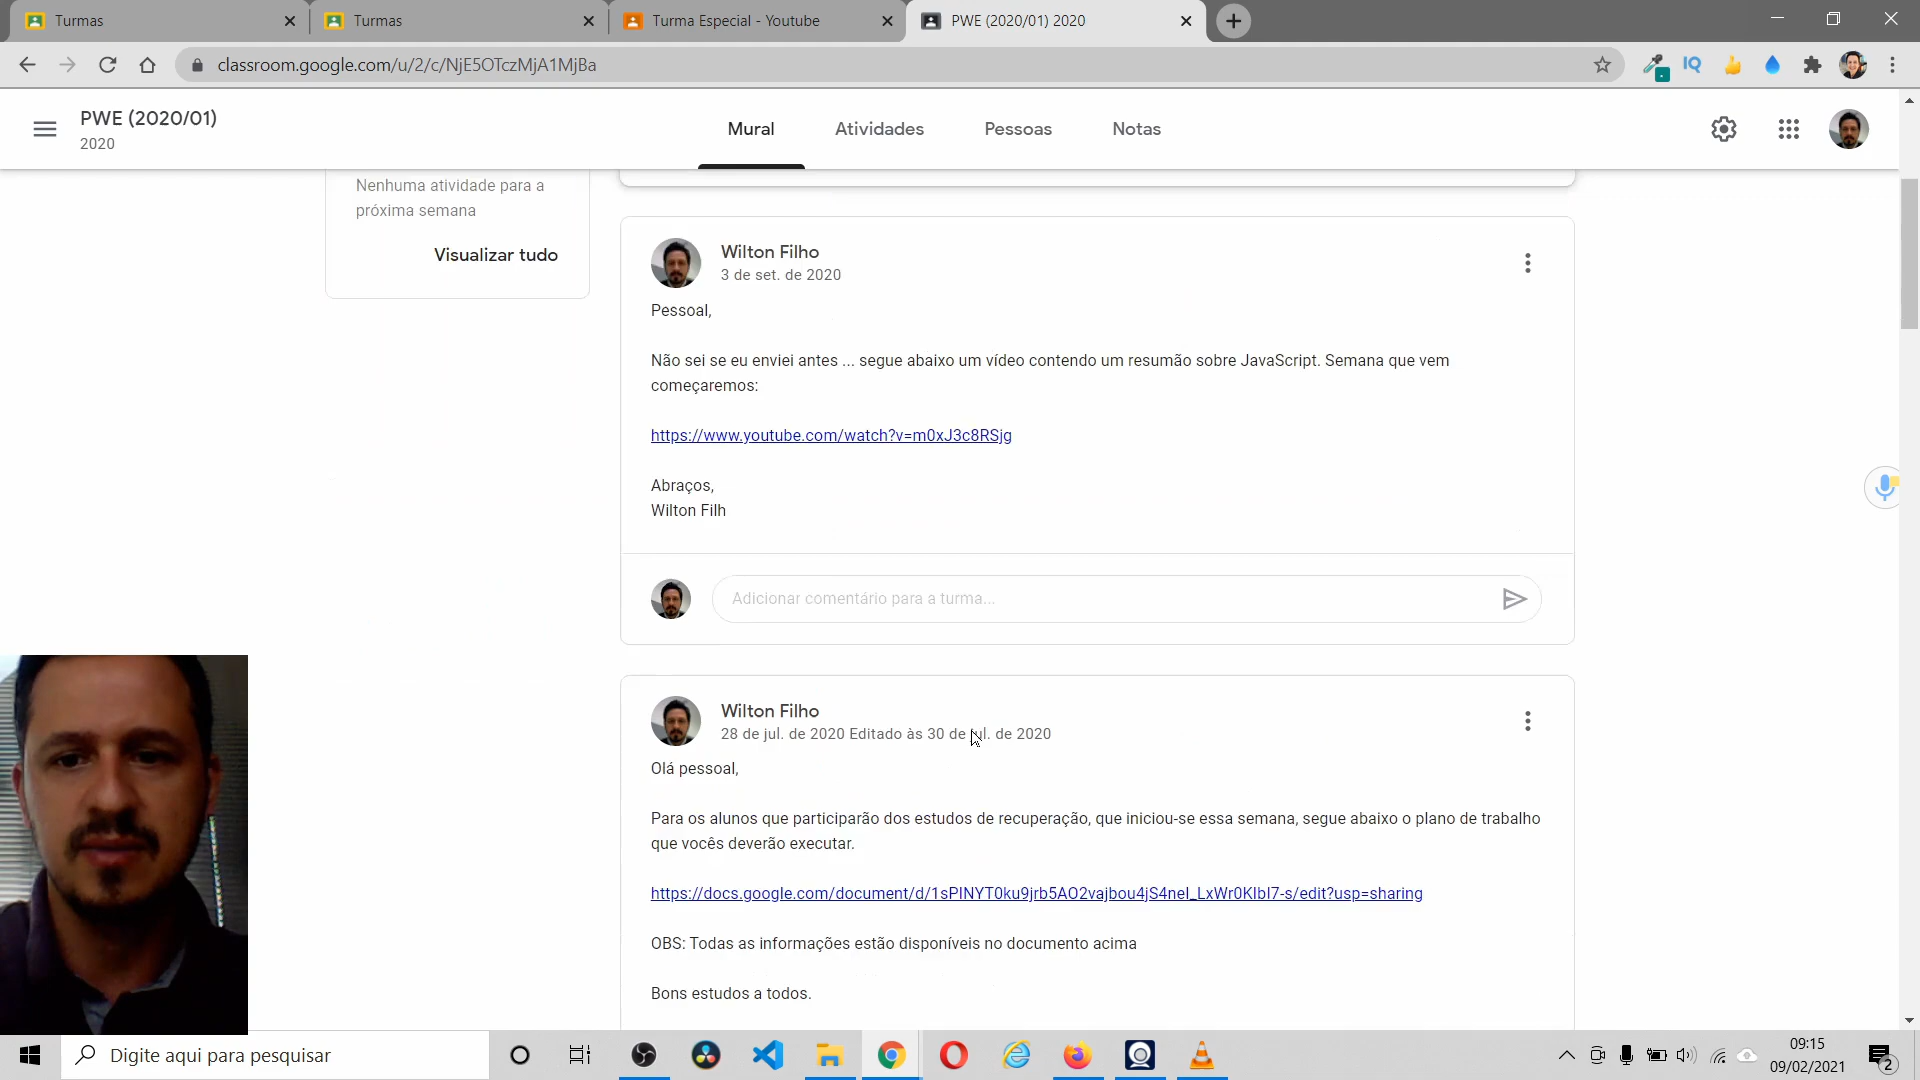 Turmas
Turmas
Turma Especial - Youtube
PWE (2020/01) 2020
classroom.google.com/u/2/c/NjE5OTczMjA1MjBa
IQ
PWE (2020/01)
2020
Mural
Atividades
Pessoas
Notas
Nenhuma atividade para a
próxima semana
Visualizar tudo
Wilton Filho
3 de set. de 2020
Pessoal,
Não sei se eu enviei antes ... segue abaixo um vídeo contendo um resumão sobre JavaScript. Semana que vem
começaremos:
https://www.youtube.com/watch?v=m0xJ3c8RSjg
Abraços,
Wilton Filh
Adicionar comentário para a turma...
Wilton Filho
28 de jul. de 2020 Editado às 30 de jul. de 2020
Olá pessoal,
Para os alunos que participarão dos estudos de recuperação, que iniciou-se essa semana, segue abaixo o plano de trabalho
que vocês deverão executar.
https://docs.google.com/document/d/1sPINYT0ku9jrb5AO2vajbou4jS4neI_LxWr0KIbI7-s/edit?usp=sharing
OBS: Todas as informações estão disponíveis no documento acima
Bons estudos a todos.
Digite aqui para pesquisar
09:15
09/02/2021
2